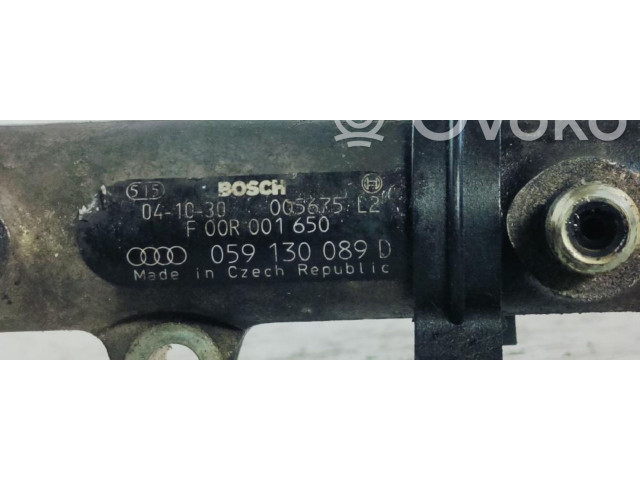 Ovoko
515 BOSCH
04-10-30 005675 L2
F 00R 001 650
059 130 089 D
Made in Czech Republic